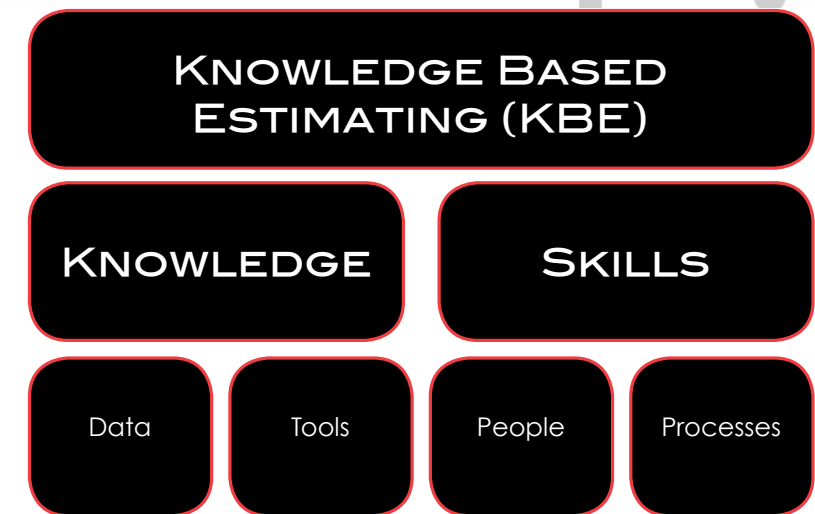 Knowledge Based
Estimating (KBE)
Knowledge
Skills
Data
Tools
People
Processes